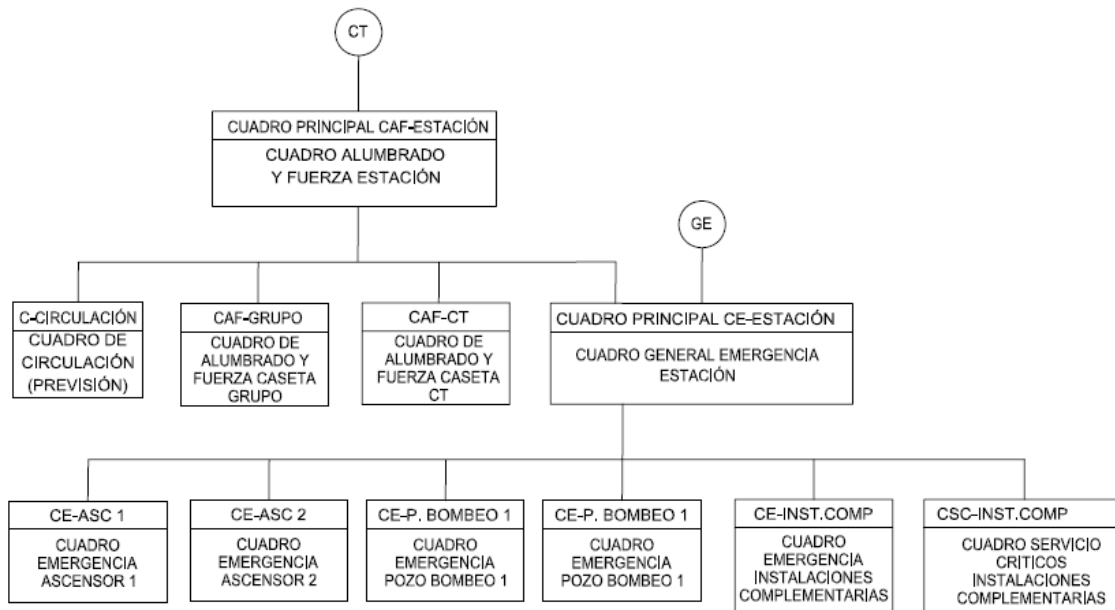 CT
CUADRO PRINCIPAL CAF-ESTACIÓN
CUADRO ALUMBRADO
Y FUERZA ESTACIÓN
GE
C-CIRCULACIÓN
CUADRO DE
CIRCULACIÓN
(PREVISIÓN)
CAF-GRUPO
CUADRO DE
ALUMBRADO Y
FUERZA CASETA
GRUPO
CAF-CT
CUADRO DE
ALUMBRADO Y
FUERZA CASETA
CT
CUADRO PRINCIPAL CE-ESTACIÓN
CUADRO GENERAL EMERGENCIA
ESTACIÓN
CE-ASC 1
CUADRO
EMERGENCIA
ASCENSOR 1
CE-ASC 2
CUADRO
EMERGENCIA
ASCENSOR 2
CE-P. BOMBEO 1
CUADRO
EMERGENCIA
POZO BOMBEO 1
CE-P. BOMBEO 1
CUADRO
EMERGENCIA
POZO BOMBEO 1
CE-INST.COMP
CUADRO
EMERGENCIA
INSTALACIONES
COMPLEMENTARIAS
CSC-INST.COMP
CUADRO SERVICIO
CRITICOS
INSTALACIONES
COMPLEMENTARIAS